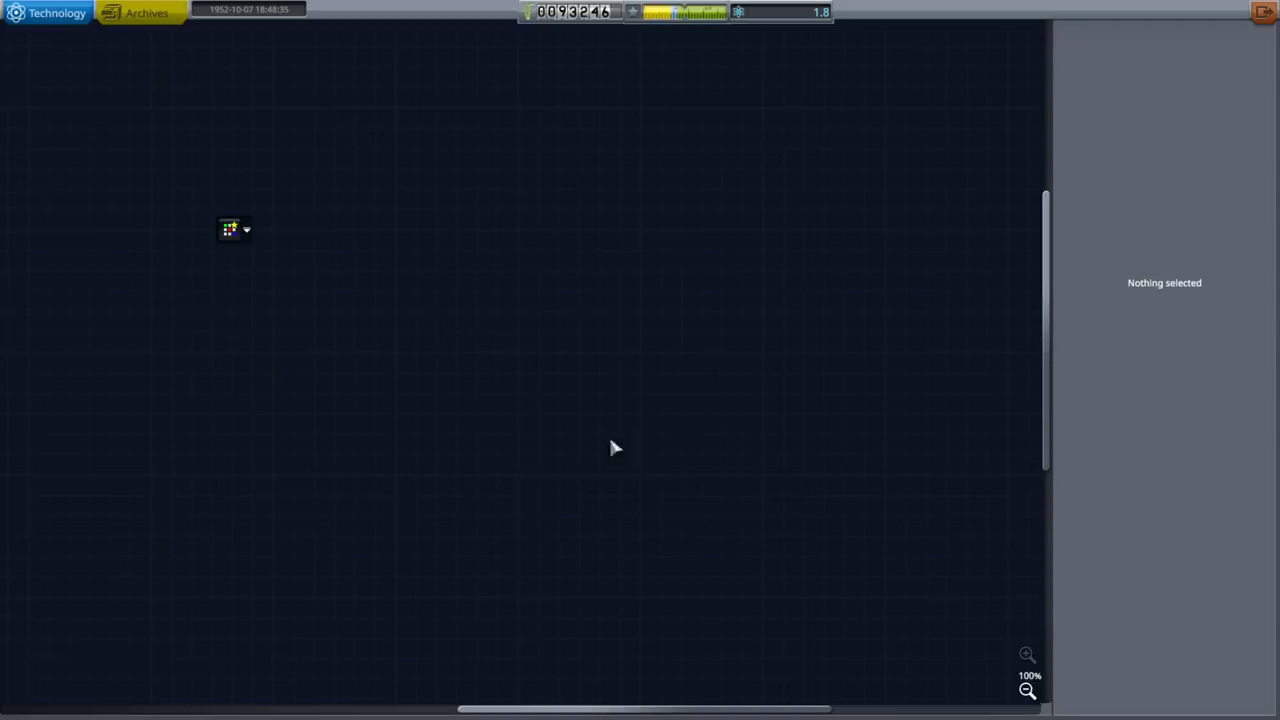 Technology
Archives
1952-10-07 18:48:35
0093246
1.8
Nothing selected
100%